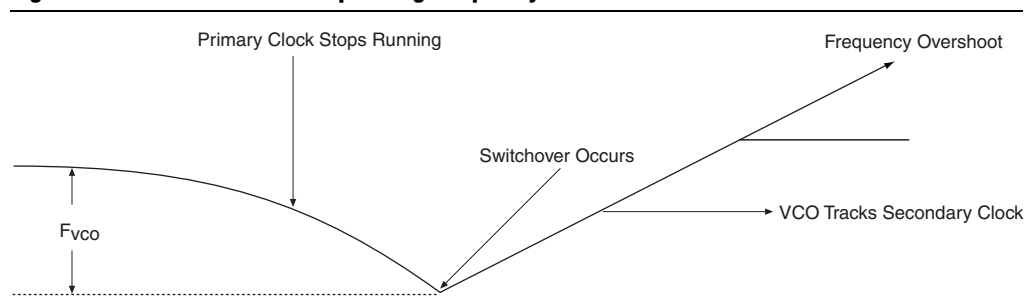 Primary Clock Stops Running
Frequency Overshoot
Switchover Occurs
VCO Tracks Secondary Clock
Fvco